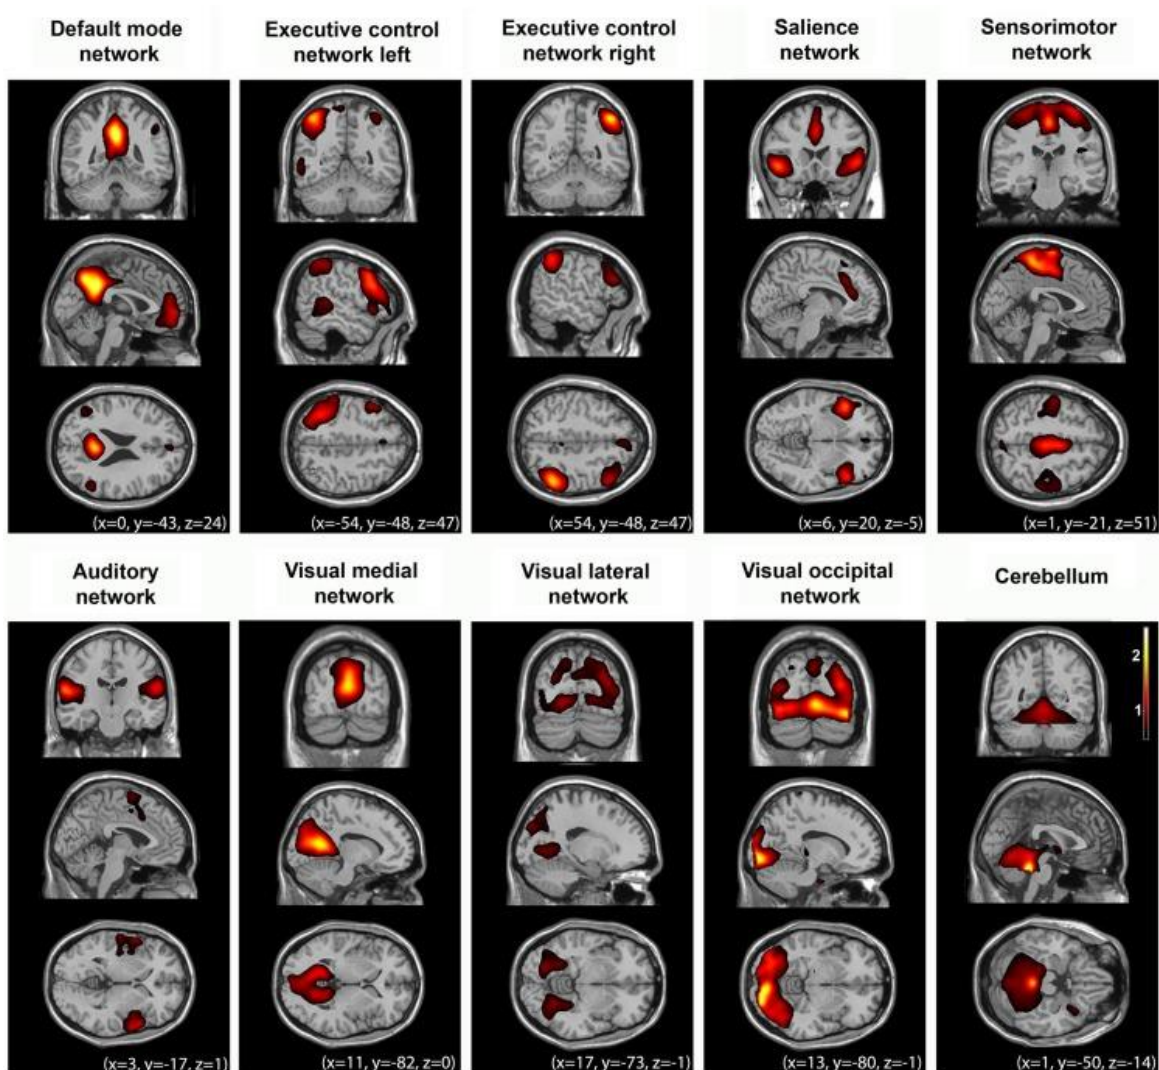 Default mode
network
Executive control
network left
Executive control
network right
Salience
network
Sensorimotor
network
(x=0, y=-43, z=24)
(x=-54, y=-48, z=47)
(x=54, y=-48, z=47)
(x=6, y=20, z=-5)
(x=1, y=-21, z=51)
Auditory
network
Visual medial
network
Visual lateral
network
Visual occipital
network
Cerebellum
2
1
(x=3, y=-17, z=1)
(x=11, y=-82, z=0)
(x=17, y=-73, z=-1)
(x=13, y=-80, z=-1)
(x=1, y=-50, z=-14)